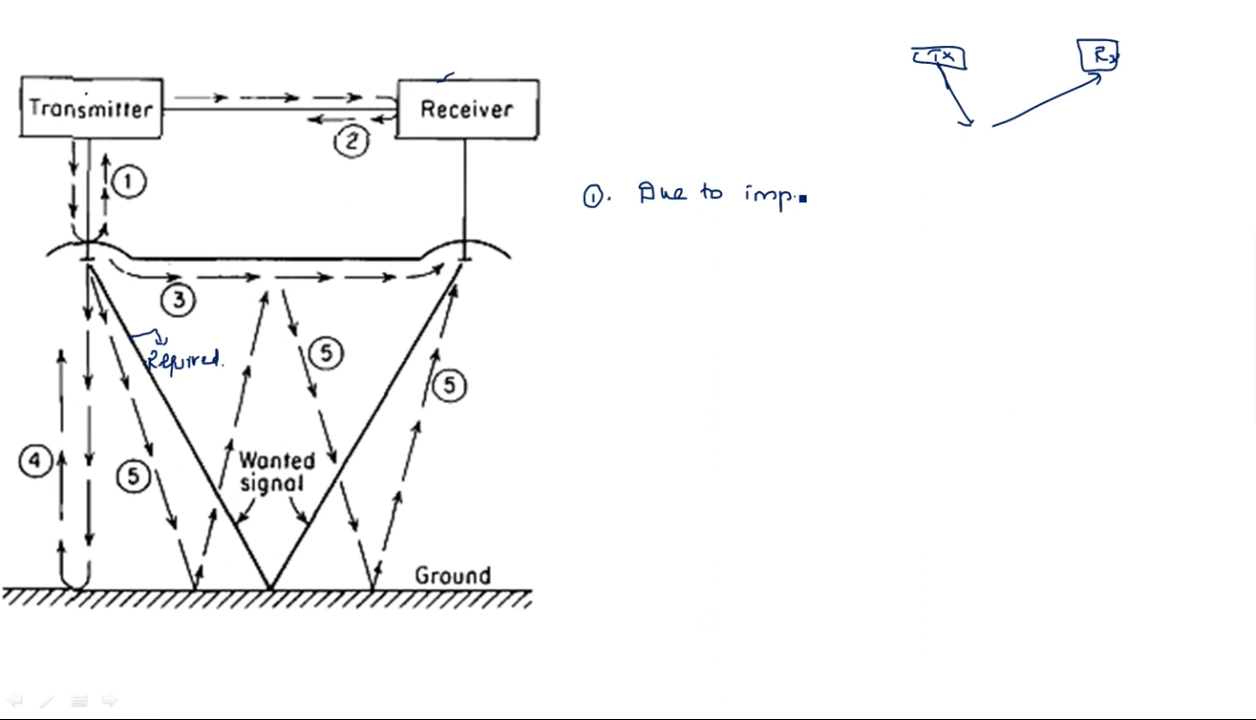 Tx
Rx
Transmitter
Receiver
2
1
①. Due to imp.
3
Required.
5
5
4
5
Wanted
signal
Ground